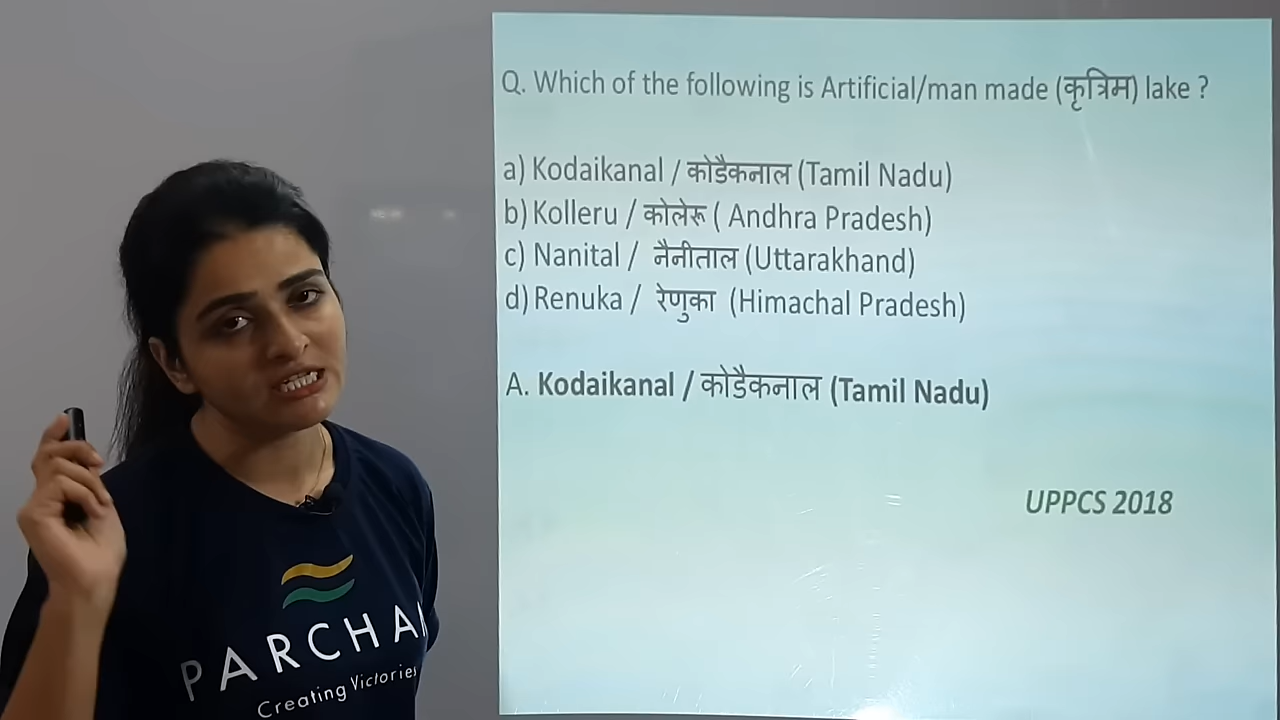 Q. Which of the following is Artificial/man made (कृत्रिम) lake ?
a) Kodaikanal / कोडैकनाल (Tamil Nadu)
b) Kolleru / कोलेरू ( Andhra Pradesh)
c) Nanital / नैनीताल (Uttarakhand)
d) Renuka / रेणुका (Himachal Pradesh)
A. Kodaikanal / कोडैकनाल (Tamil Nadu)
UPPCS 2018
PARCHA
Creating Victories